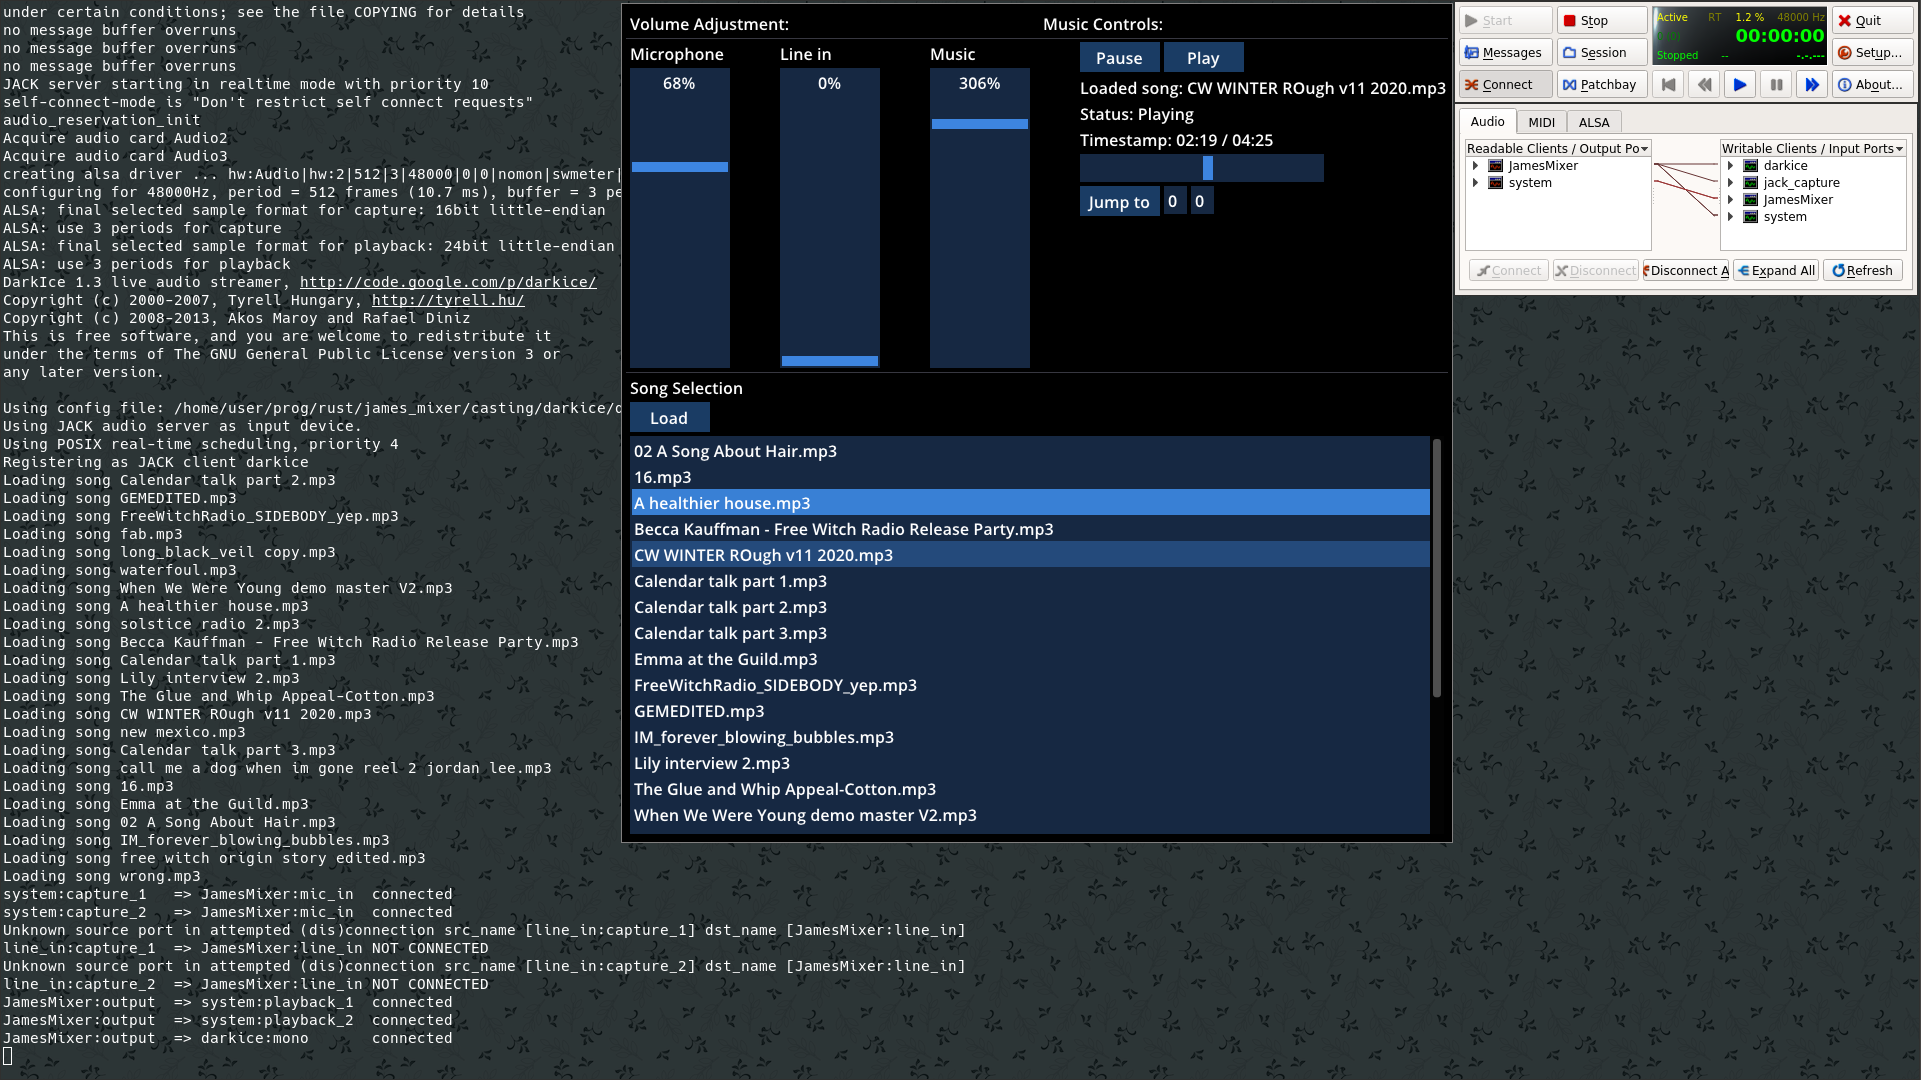 under certain conditions; see the file COPYING for details
no message buffer overruns
no message buffer overruns
no message buffer overruns
JACK server starting in realtime mode with priority 10
self-connect-mode is "Don't restrict self connect requests"
audio_reservation_init
Acquire audio card Audio2
Acquire audio card Audio3
creating alsa driver ... hw:Audio|hw:2|512|3|48000|0|0|nomon|swmeter|
configuring for 48000Hz, period = 512 frames (10.7 ms), buffer = 3 pe
ALSA: final selected sample format for capture: 16bit little-endian
ALSA: use 3 periods for capture
ALSA: final selected sample format for playback: 24bit little-endian
ALSA: use 3 periods for playback
DarkIce 1.3 live audio streamer, http://code.google.com/p/darkice/
Copyright (c) 2000-2007, Tyrell Hungary, http://tyrell.hu/
Copyright (c) 2008-2013, Akos Maroy and Rafael Diniz
This is free software, and you are welcome to redistribute it
under the terms of The GNU General Public License version 3 or
any later version.
Using config file: /home/user/prog/rust/james_mixer/casting/darkice/d
Using JACK audio server as input device.
Using POSIX real-time scheduling, priority 4
Registering as JACK client darkice
Loading song Calendar talk part 2.mp3
Loading song GEMEDITED.mp3
Loading song FreeWitchRadio_SIDEBODY_yep.mp3
Loading song fab.mp3
Loading song long_black_veil copy.mp3
Loading song waterfoul.mp3
Loading song When We Were Young demo master V2.mp3
Loading song A healthier house.mp3
Loading song solstice radio 2.mp3
Loading song Becca Kauffman - Free Witch Radio Release Party.mp3
Loading song Calendar talk part 1.mp3
Loading song Lily interview 2.mp3
Loading song The Glue and Whip Appeal-Cotton.mp3
Loading song CW WINTER ROugh v11 2020.mp3
Loading song new mexico.mp3
Loading song Calendar talk part 3.mp3
Loading song call me a dog when im gone reel 2 jordan lee.mp3
Loading song 16.mp3
Loading song Emma at the Guild.mp3
Loading song 02 A Song About Hair.mp3
Loading song IM_forever_blowing_bubbles.mp3
Loading song free witch origin story edited.mp3
Loading song wrong.mp3
system:capture_1   => JamesMixer:mic_in  connected
system:capture_2   => JamesMixer:mic_in  connected
Unknown source port in attempted (dis)connection src_name [line_in:capture_1] dst_name [JamesMixer:line_in]
line_in:capture_1  => JamesMixer:line_in NOT CONNECTED
Unknown source port in attempted (dis)connection src_name [line_in:capture_2] dst_name [JamesMixer:line_in]
line_in:capture_2  => JamesMixer:line_in NOT CONNECTED
JamesMixer:output  => system:playback_1  connected
JamesMixer:output  => system:playback_2  connected
JamesMixer:output  => darkice:mono       connected
Volume Adjustment:
Microphone Line in Music
68% 0% 306%
Music Controls:
Pause Play
Loaded song: CW WINTER ROugh v11 2020.mp3
Status: Playing
Timestamp: 02:19 / 04:25
Jump to 0 0
Song Selection
Load
02 A Song About Hair.mp3
16.mp3
A healthier house.mp3
Becca Kauffman - Free Witch Radio Release Party.mp3
CW WINTER ROugh v11 2020.mp3
Calendar talk part 1.mp3
Calendar talk part 2.mp3
Calendar talk part 3.mp3
Emma at the Guild.mp3
FreeWitchRadio_SIDEBODY_yep.mp3
GEMEDITED.mp3
IM_forever_blowing_bubbles.mp3
Lily interview 2.mp3
The Glue and Whip Appeal-Cotton.mp3
When We Were Young demo master V2.mp3
Start Stop Active RT 1.2 % 48000 Hz Quit
0 (0) 00:00:00
Messages Session Stopped -- -.-.--- Setup...
Connect Patchbay About...
Audio MIDI ALSA
Readable Clients / Output Po
JamesMixer
system
Writable Clients / Input Ports
darkice
jack_capture
JamesMixer
system
Connect Disconnect Disconnect A Expand All Refresh